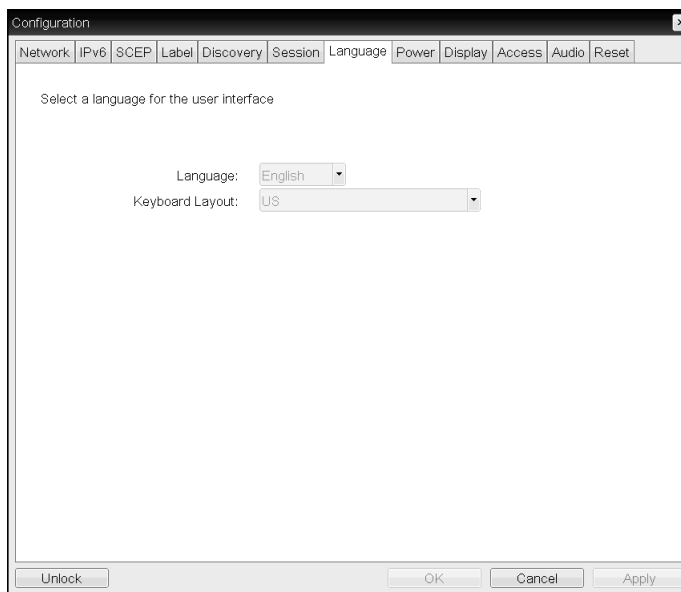 Configuration
Network IPv6 SCEP Label Discovery Session Language Power Display Access Audio Reset
Select a language for the user interface
Language: English
Keyboard Layout: US
Unlock OK Cancel Apply